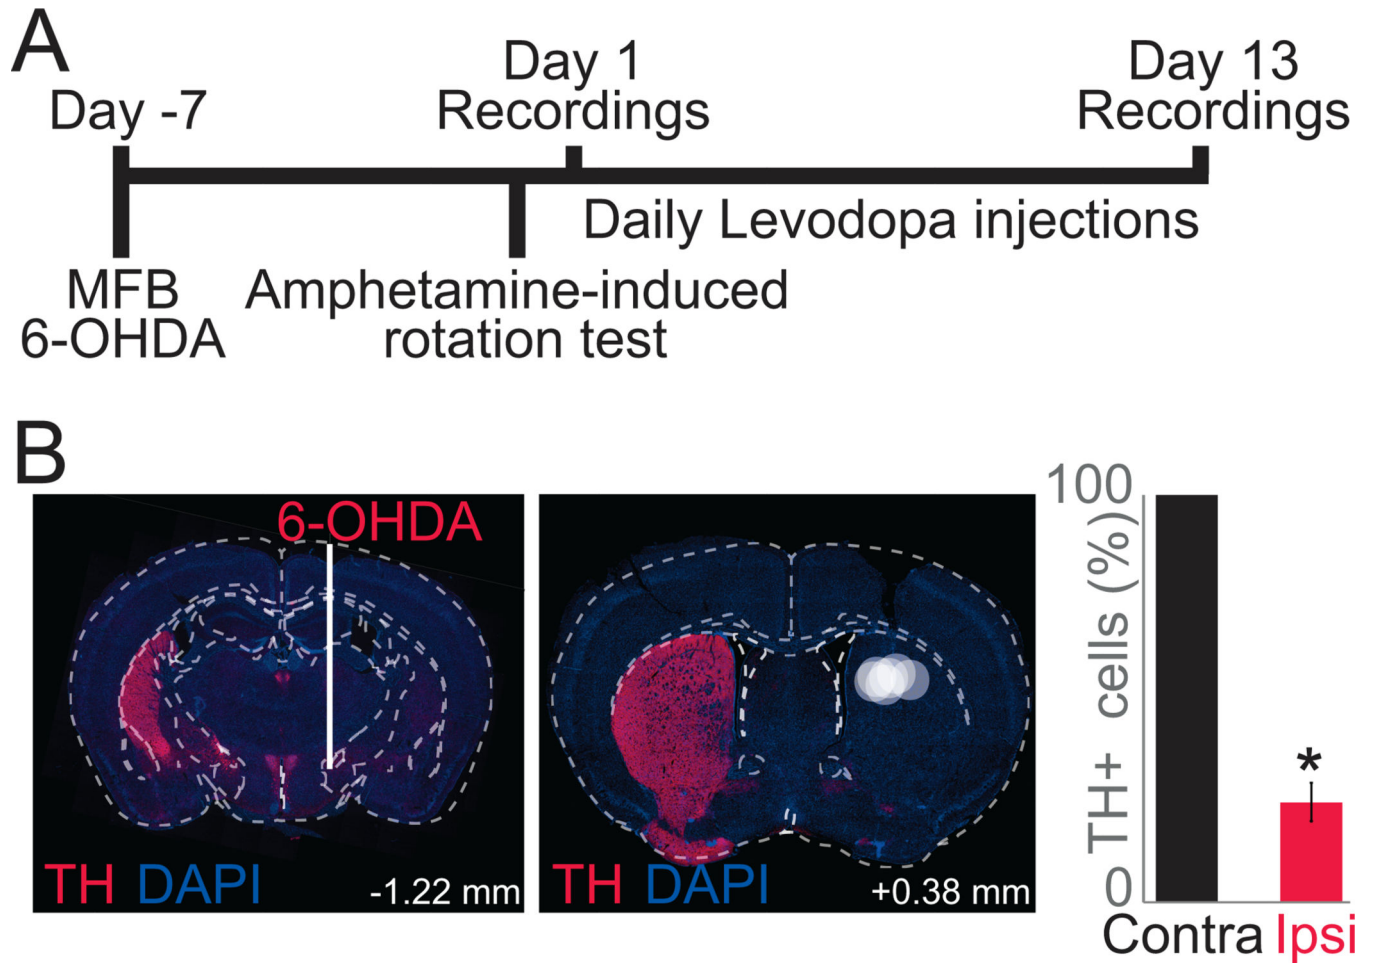 A
Day -7
Day 1
Recordings
Day 13
Recordings
Daily Levodopa injections
MFB
6-OHDA
Amphetamine-induced
rotation test
B
6-OHDA
TH DAPI
-1.22 mm
TH DAPI
+0.38 mm
100
TH+ cells (%)
0
*
Contra
Ipsi